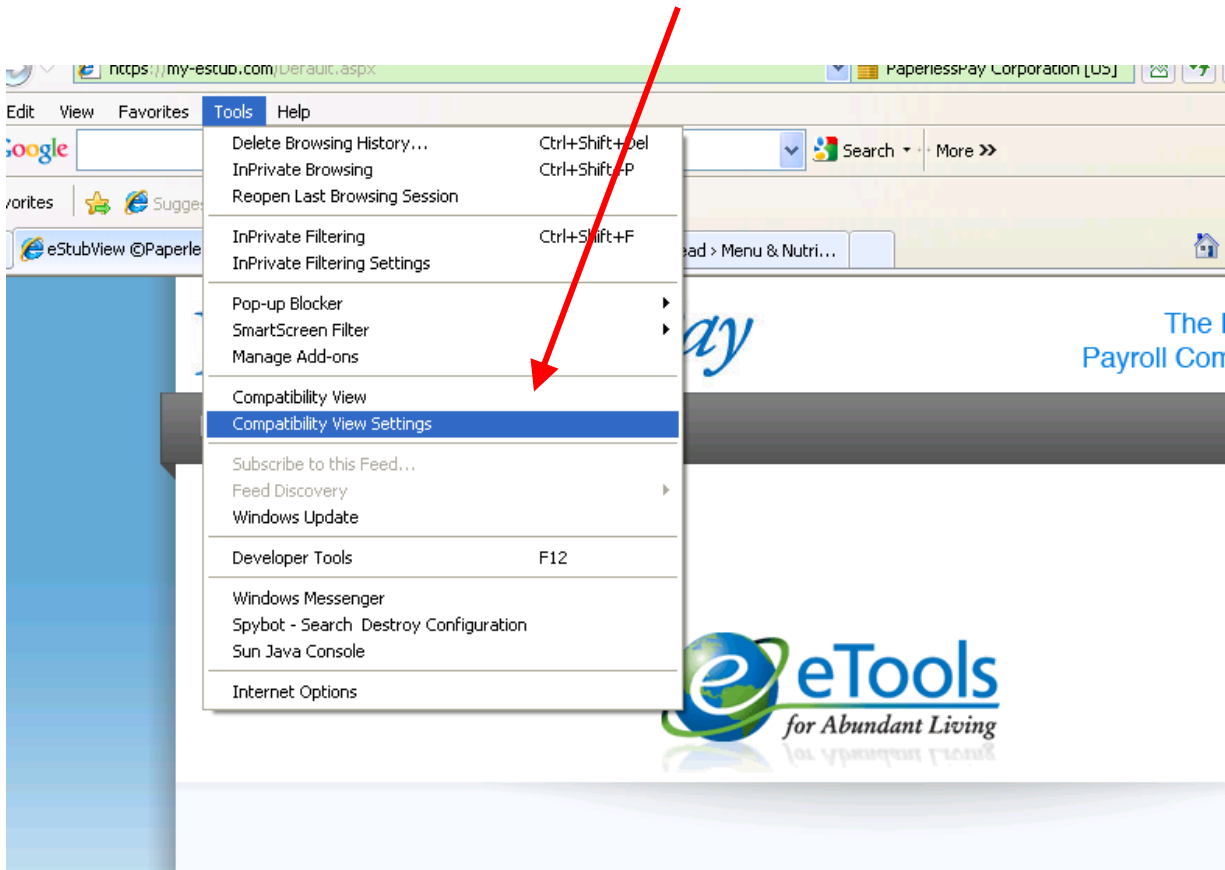 https://my-estub.com/Default.aspx PaperlessPay Corporation [US]
Edit View Favorites Tools Help
Google Search More »
vorites Sugge
eStubView ©Paperle ead > Menu & Nutri...
Delete Browsing History... Ctrl+Shift+Del
InPrivate Browsing Ctrl+Shift+P
Reopen Last Browsing Session
InPrivate Filtering Ctrl+Shift+F
InPrivate Filtering Settings
Pop-up Blocker
SmartScreen Filter
Manage Add-ons
Compatibility View
Compatibility View Settings
Subscribe to this Feed...
Feed Discovery
Windows Update
Developer Tools F12
Windows Messenger
Spybot - Search Destroy Configuration
Sun Java Console
Internet Options
ay
The
Payroll Com
eTools
for Abundant Living